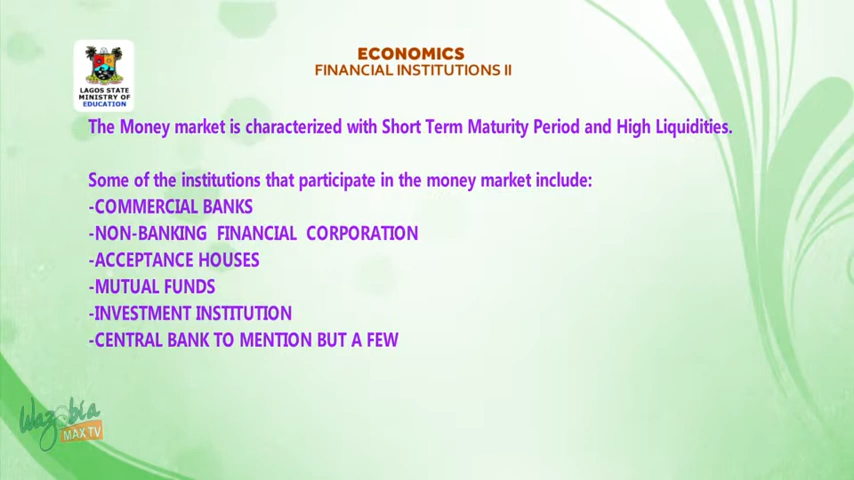 ECONOMICS
FINANCIAL INSTITUTIONS II
LAGOS STATE
MINISTRY OF
EDUCATION
The Money market is characterized with Short Term Maturity Period and High Liquidities.
Some of the institutions that participate in the money market include:
-COMMERCIAL BANKS
-NON-BANKING FINANCIAL CORPORATION
-ACCEPTANCE HOUSES
-MUTUAL FUNDS
-INVESTMENT INSTITUTION
-CENTRAL BANK TO MENTION BUT A FEW
Wazobia
MAX TV